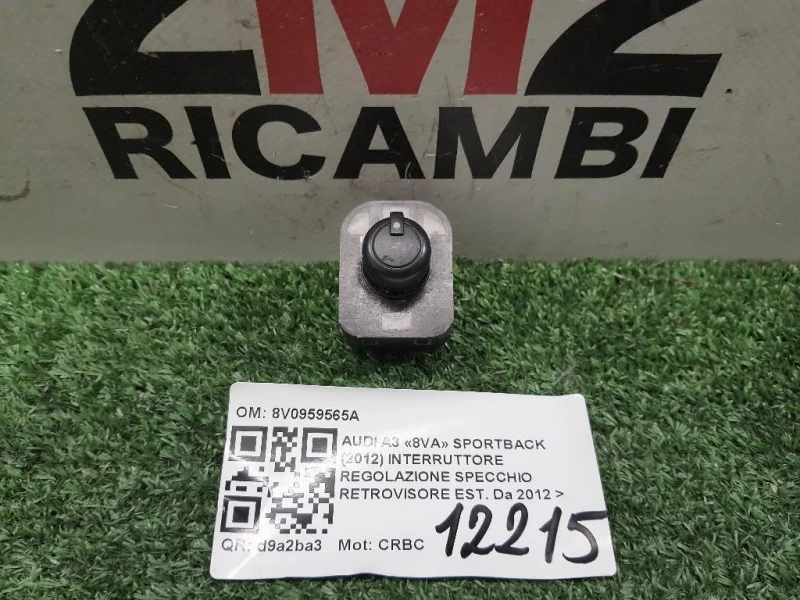 2M2
RICAMBI
OM: 8V0959565A
AUDI A3 «8VA» SPORTBACK
(2012) INTERRUTTORE
REGOLAZIONE SPECCHIO
RETROVISORE EST. Da 2012 >
QR: d9a2ba3 Mot: CRBC
12215